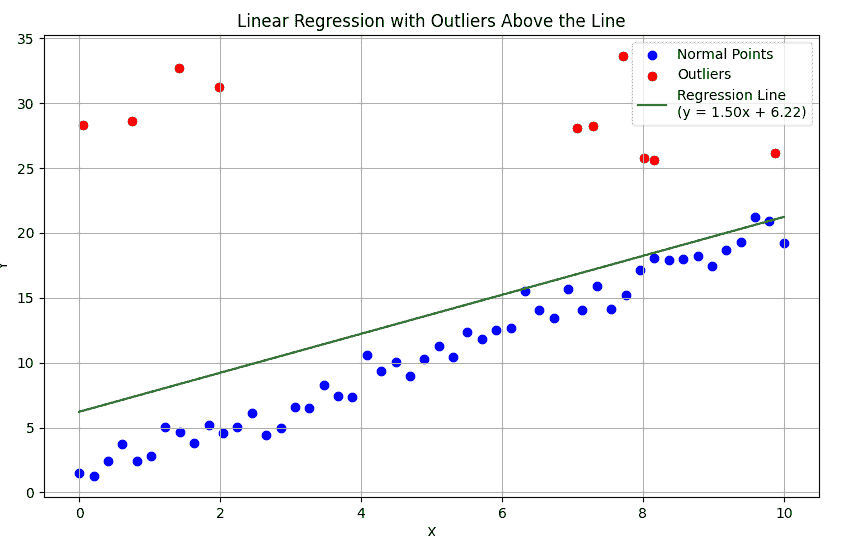 Linear Regression with Outliers Above the Line
35
30
25
20
15
10
5
0
Y
Normal Points
Outliers
Regression Line
(y = 1.50x + 6.22)
0 2 4 6 8 10
X